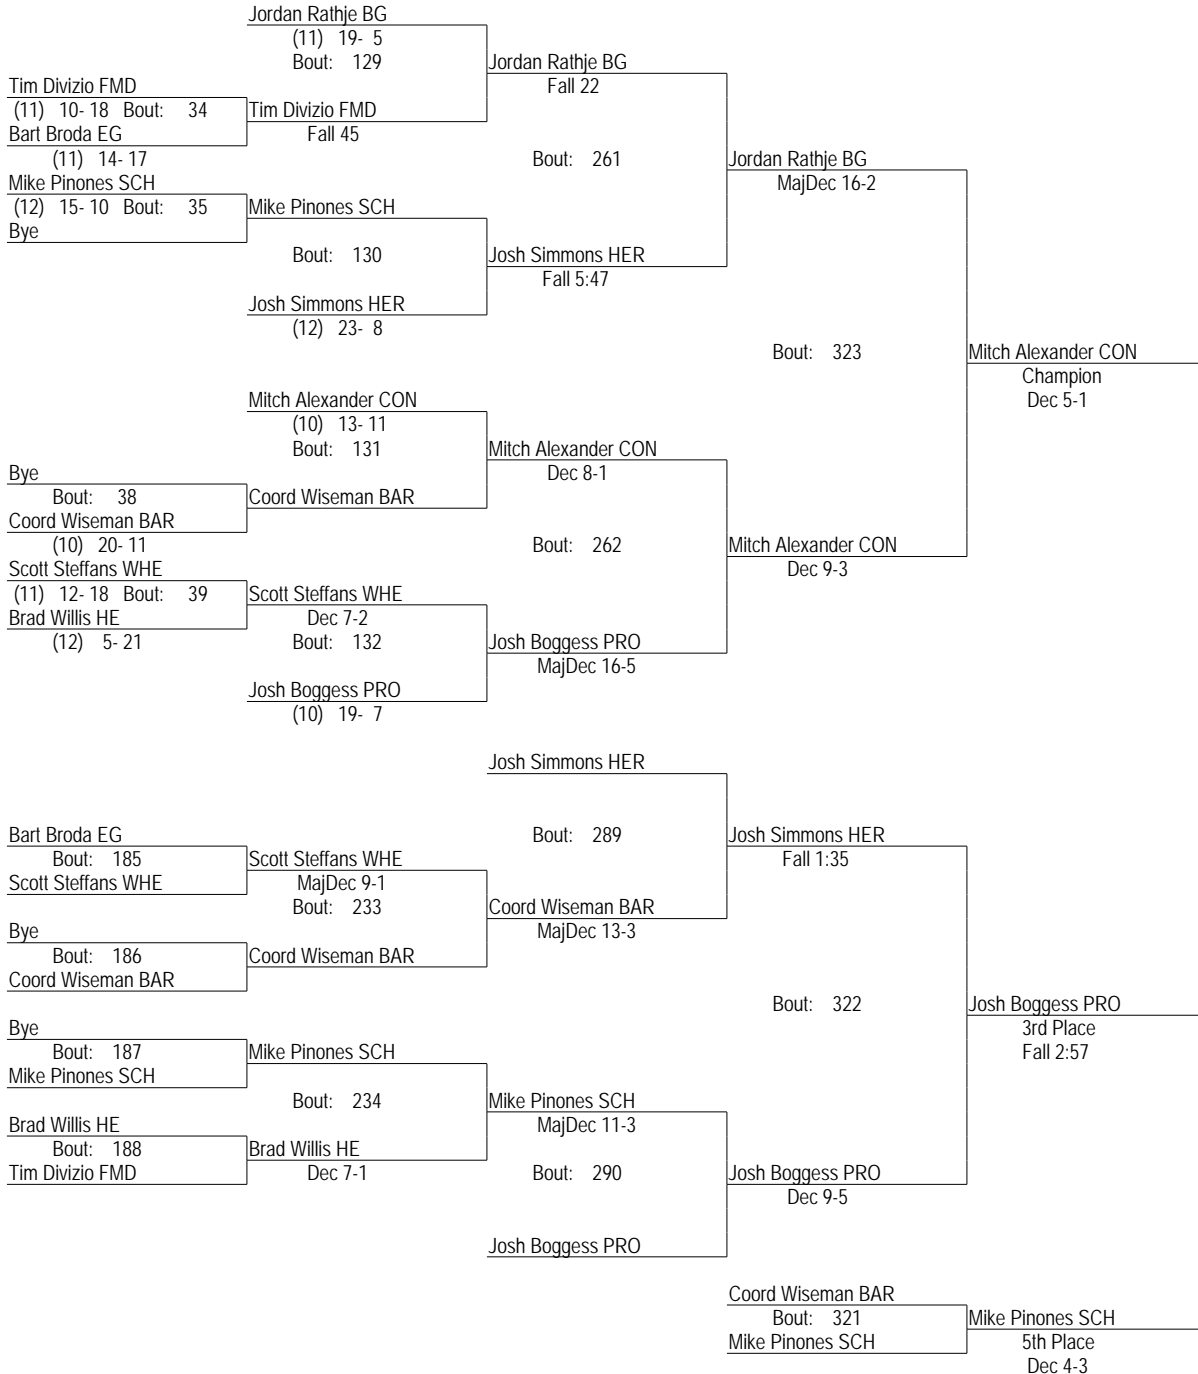 Jordan Rathje BG
(11) 19- 5
Bout: 129
Jordan Rathje BG
Fall 22
Tim Divizio FMD
(11) 10- 18 Bout: 34
Tim Divizio FMD
Fall 45
Bart Broda EG
(11) 14- 17
Bout: 261
Jordan Rathje BG
MajDec 16-2
Mike Pinones SCH
(12) 15- 10 Bout: 35
Mike Pinones SCH
Bye
Bout: 130
Josh Simmons HER
Fall 5:47
Josh Simmons HER
(12) 23- 8
Bout: 323
Mitch Alexander CON
Champion
Dec 5-1
Mitch Alexander CON
(10) 13- 11
Bout: 131
Mitch Alexander CON
Dec 8-1
Bye
Bout: 38
Coord Wiseman BAR
Coord Wiseman BAR
(10) 20- 11
Bout: 262
Mitch Alexander CON
Dec 9-3
Scott Steffans WHE
(11) 12- 18 Bout: 39
Scott Steffans WHE
Dec 7-2
Brad Willis HE
(12) 5- 21
Bout: 132
Josh Boggess PRO
MajDec 16-5
Josh Boggess PRO
(10) 19- 7
Josh Simmons HER
Bout: 289
Josh Simmons HER
Fall 1:35
Bart Broda EG
Bout: 185
Scott Steffans WHE
MajDec 9-1
Scott Steffans WHE
Bout: 233
Coord Wiseman BAR
MajDec 13-3
Bye
Bout: 186
Coord Wiseman BAR
Coord Wiseman BAR
Bout: 322
Josh Boggess PRO
3rd Place
Fall 2:57
Bye
Bout: 187
Mike Pinones SCH
Mike Pinones SCH
Bout: 234
Mike Pinones SCH
MajDec 11-3
Brad Willis HE
Bout: 188
Brad Willis HE
Dec 7-1
Tim Divizio FMD
Bout: 290
Josh Boggess PRO
Dec 9-5
Josh Boggess PRO
Coord Wiseman BAR
Bout: 321
Mike Pinones SCH
Mike Pinones SCH
5th Place
Dec 4-3